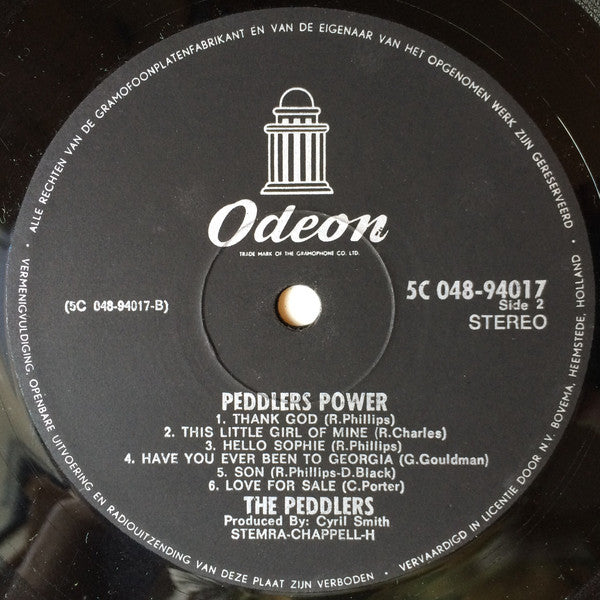 ALLE RECHTEN VAN DE GRAMOFOONPLATENFABRIKANT EN VAN DE EIGENAAR VAN HET OPGENOMEN WERK ZIJN GERESERVEERD
Odeon
TRADE MARK OF THE GRAMOPHONE CO. LTD.
(5C 048-94017-B)
5C 048-94017
Side 2
STEREO
PEDDLERS POWER
1. THANK GOD (R.Phillips)
2. THIS LITTLE GIRL OF MINE (R.Charles)
3. HELLO SOPHIE (R.Phillips)
4. HAVE YOU EVER BEEN TO GEORGIA (G.Gouldman)
5. SON (R.Phillips-D.Black)
6. LOVE FOR SALE (C.Porter)
THE PEDDLERS
Produced By: Cyril Smith
STEMRA-CHAPPELL-H
• VERMENIGVULDIGING, OPENBARE UITVOERING EN RADIOUITZENDING VAN DEZE PLAAT ZIJN VERBODEN • VERVAARDIGD IN LICENTIE DOOR N.V. BOVEMA, HEEMSTEDE, HOLLAND •